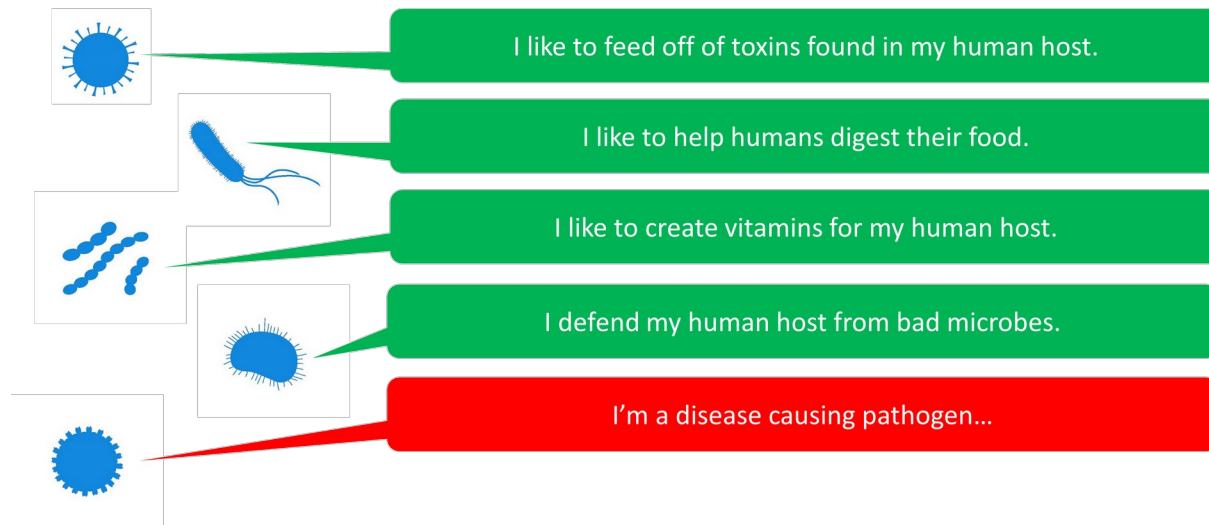 I like to feed off of toxins found in my human host.
I like to help humans digest their food.
I like to create vitamins for my human host.
I defend my human host from bad microbes.
I’m a disease causing pathogen…